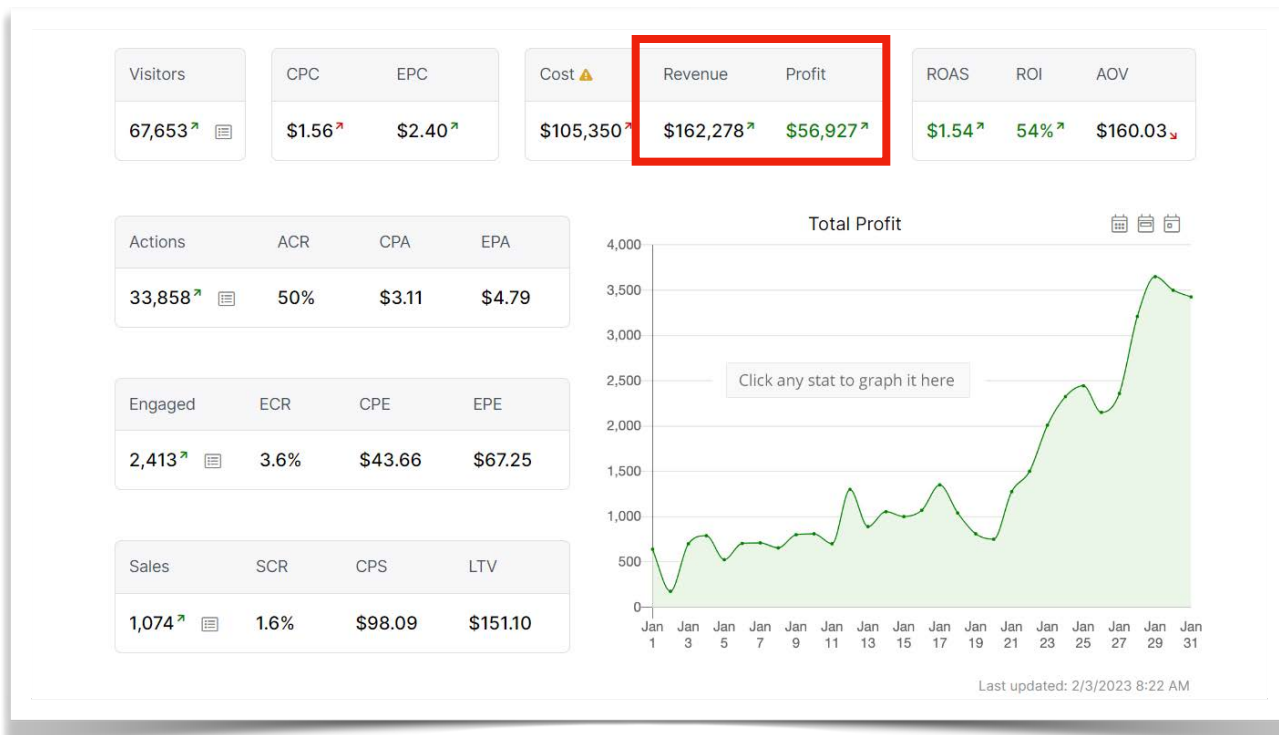 Visitors
67,653
CPC EPC
$1.56 $2.40
Cost Revenue Profit
$105,350 $162,278 $56,927
ROAS ROI AOV
$1.54 54% $160.03
Actions ACR CPA EPA
33,858 50% $3.11 $4.79
Engaged ECR CPE EPE
2,413 3.6% $43.66 $67.25
Sales SCR CPS LTV
1,074 1.6% $98.09 $151.10
Total Profit
4,000
3,500
3,000
2,500
Click any stat to graph it here
2,000
1,500
1,000
500
0
Jan Jan Jan Jan Jan Jan Jan Jan Jan Jan Jan Jan Jan Jan Jan Jan
1 3 5 7 9 11 13 15 17 19 21 23 25 27 29 31
Last updated: 2/3/2023 8:22 AM